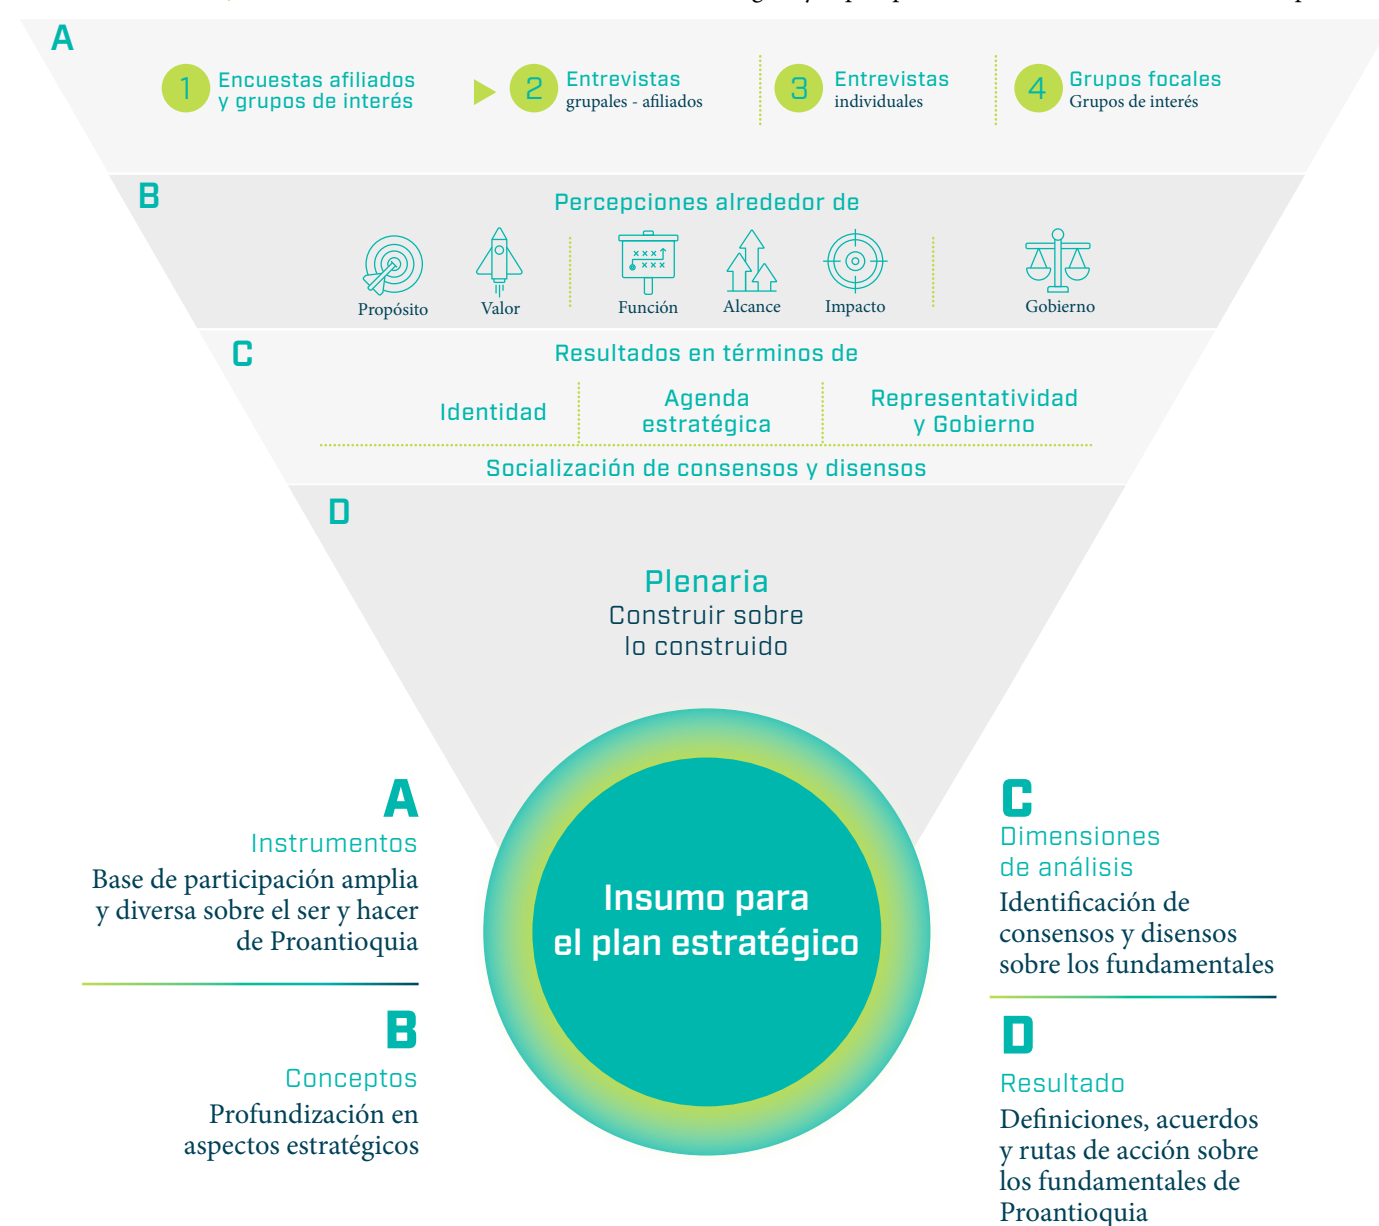 A
1 Encuestas afiliados
y grupos de interés
2 Entrevistas
grupales - afiliados
3 Entrevistas
individuales
4 Grupos focales
Grupos de interés
B
Percepciones alrededor de
Propósito Valor Función Alcance Impacto Gobierno
C
Resultados en términos de
Identidad
Agenda
estratégica
Representatividad
y Gobierno
Socialización de consensos y disensos
D
Plenaria
Construir sobre
lo construido
Insumo para
el plan estratégico
A
Instrumentos
Base de participación amplia
y diversa sobre el ser y hacer
de Proantioquia
B
Conceptos
Profundización en
aspectos estratégicos
C
Dimensiones
de análisis
Identificación de
consensos y disensos
sobre los fundamentales
D
Resultado
Definiciones, acuerdos
y rutas de acción sobre
los fundamentales de
Proantioquia